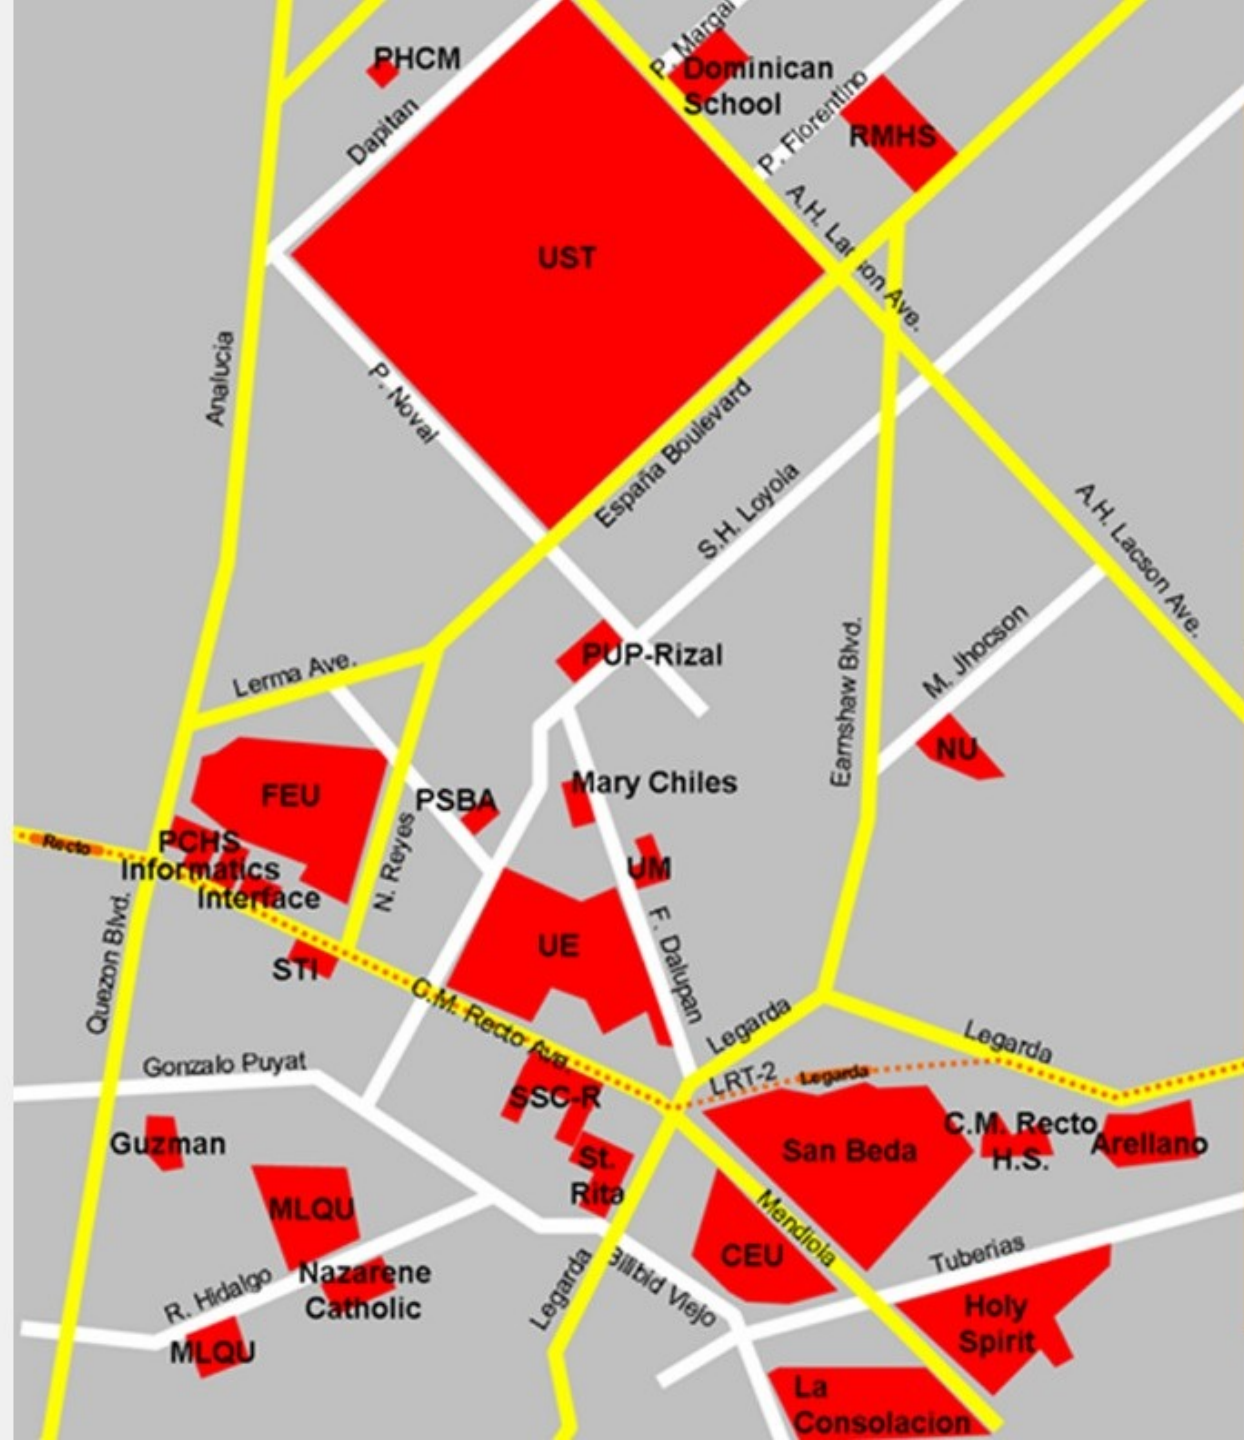 P. Margal
PHCM
Dominican
School
Dapitan
P. Florentino
RMHS
A.H. Lacson Ave.
UST
Analucia
P. Noval
España Boulevard
S.H. Loyola
A.H. Lacson Ave.
M. Jhocson
Earnshaw Blvd.
PUP-Rizal
Lerma Ave.
NU
FEU
PSBA
Mary Chiles
N. Reyes
Recto
PCHS
Informatics
Interface
UM
F. Dalupan
Quezon Blvd.
UE
STI
C.M. Recto Ave.
Legarda
Legarda
Gonzalo Puyat
LRT-2
Legarda
SSC-R
Guzman
San Beda
C.M. Recto
H.S.
Arellano
St.
Rita
MLQU
Mendiola
CEU
Tuberias
R. Hidalgo
Nazarene
Catholic
Legarda
Bilibid Viejo
Holy
Spirit
MLQU
La
Consolacion